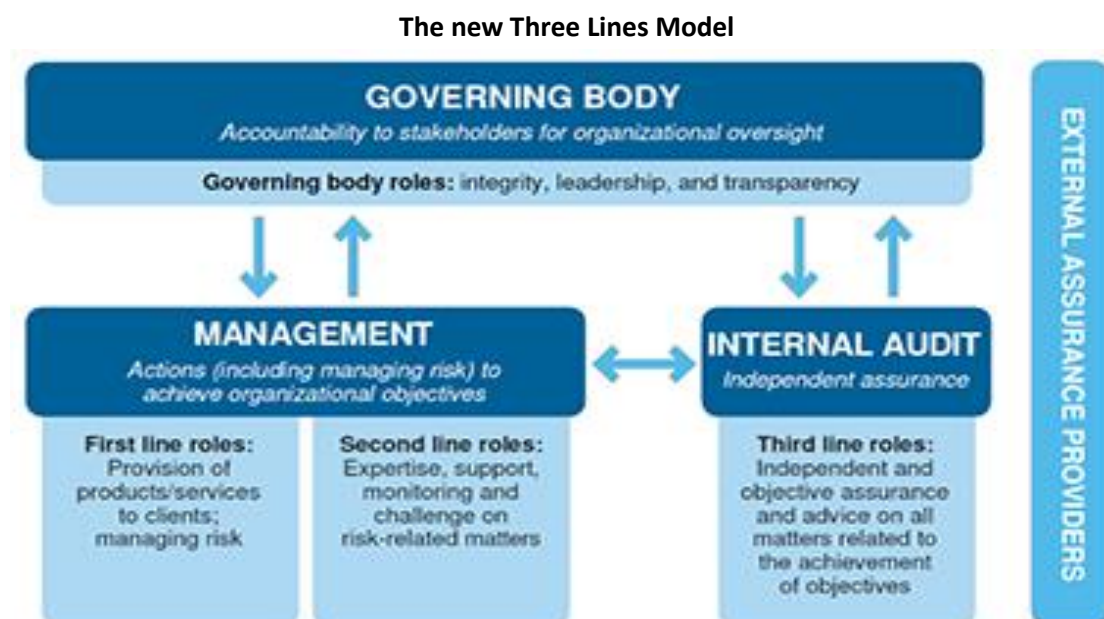 The new Three Lines Model
GOVERNING BODY
Accountability to stakeholders for organizational oversight
Governing body roles: integrity, leadership, and transparency
MANAGEMENT
Actions (including managing risk) to
achieve organizational objectives
First line roles:
Provision of
products/services
to clients;
managing risk
Second line roles:
Expertise, support,
monitoring and
challenge on
risk-related matters
INTERNAL AUDIT
Independent assurance
Third line roles:
Independent and
objective assurance
and advice on all
matters related to
the achievement
of objectives
EXTERNAL ASSURANCE PROVIDERS